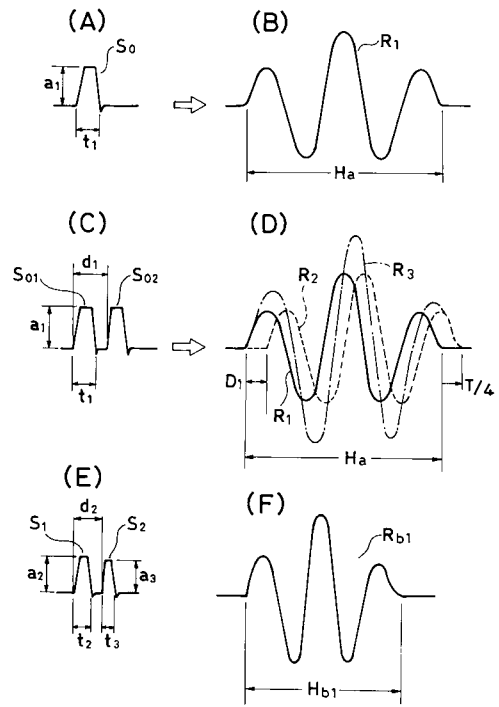 (A)
S0
a1
t1
(B)
R1
Ha
(C)
d1
S01
S02
a1
t1
(D)
R2
R3
D1
R1
T/4
Ha
(E)
d2
S1
S2
a2
a3
t2
t3
(F)
Rb1
Hb1